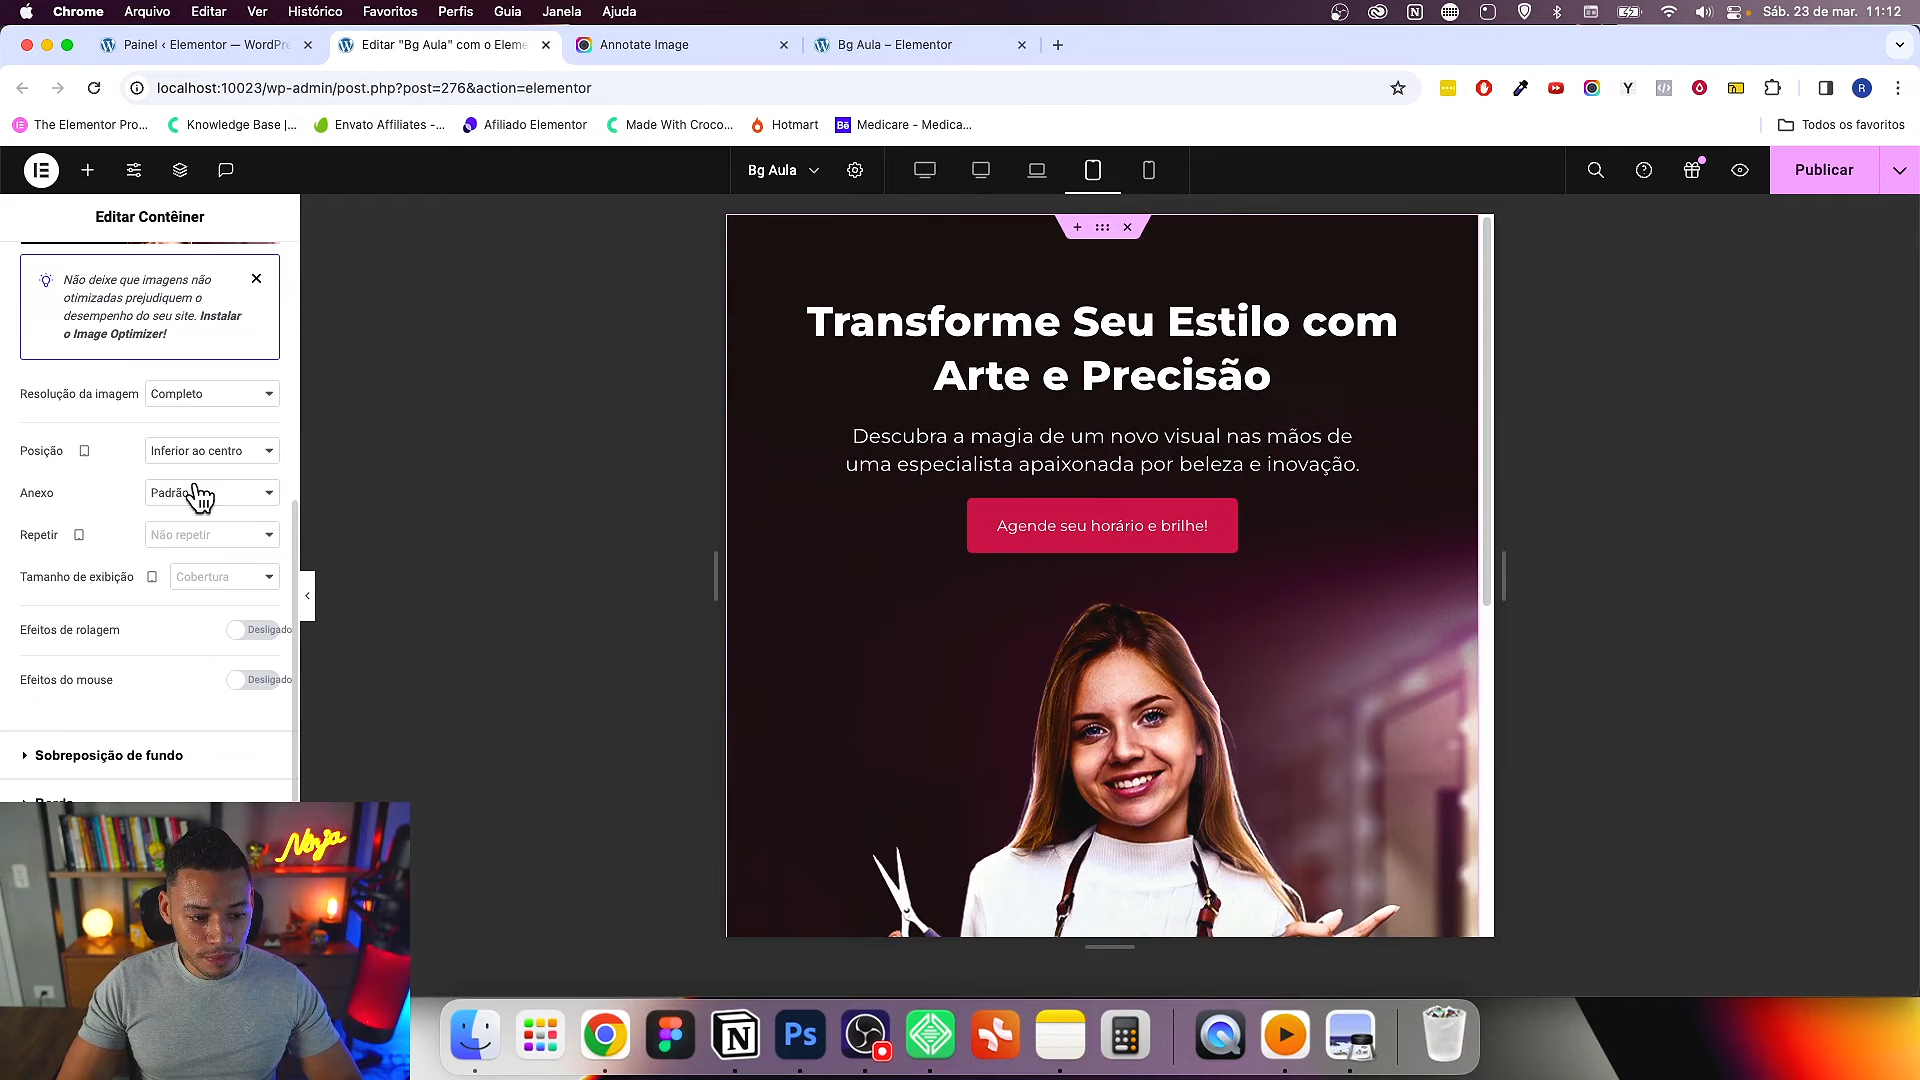 Chrome Arquivo Editar Ver Histórico Favoritos Perfis Guia Janela Ajuda
Sáb. 23 de mar. 11:12
Painel ‹ Elementor — WordPre
Editar "Bg Aula" com o Eleme
Annotate Image
Bg Aula – Elementor
localhost:10023/wp-admin/post.php?post=276&action=elementor
R
The Elementor Pro...
Knowledge Base |...
Envato Affiliates -...
Afiliado Elementor
Made With Croco...
Hotmart
Bē Medicare - Medica...
Todos os favoritos
Bg Aula
Publicar
Editar Contêiner
Não deixe que imagens não
otimizadas prejudiquem o
desempenho do seu site. Instalar
o Image Optimizer!
Resolução da imagem Completo
Posição Inferior ao centro
Anexo Padrão
Repetir Não repetir
Tamanho de exibição Cobertura
Efeitos de rolagem Desligado
Efeitos do mouse Desligado
Sobreposição de fundo
Transforme Seu Estilo com
Arte e Precisão
Descubra a magia de um novo visual nas mãos de
uma especialista apaixonada por beleza e inovação.
Agende seu horário e brilhe!
Ps